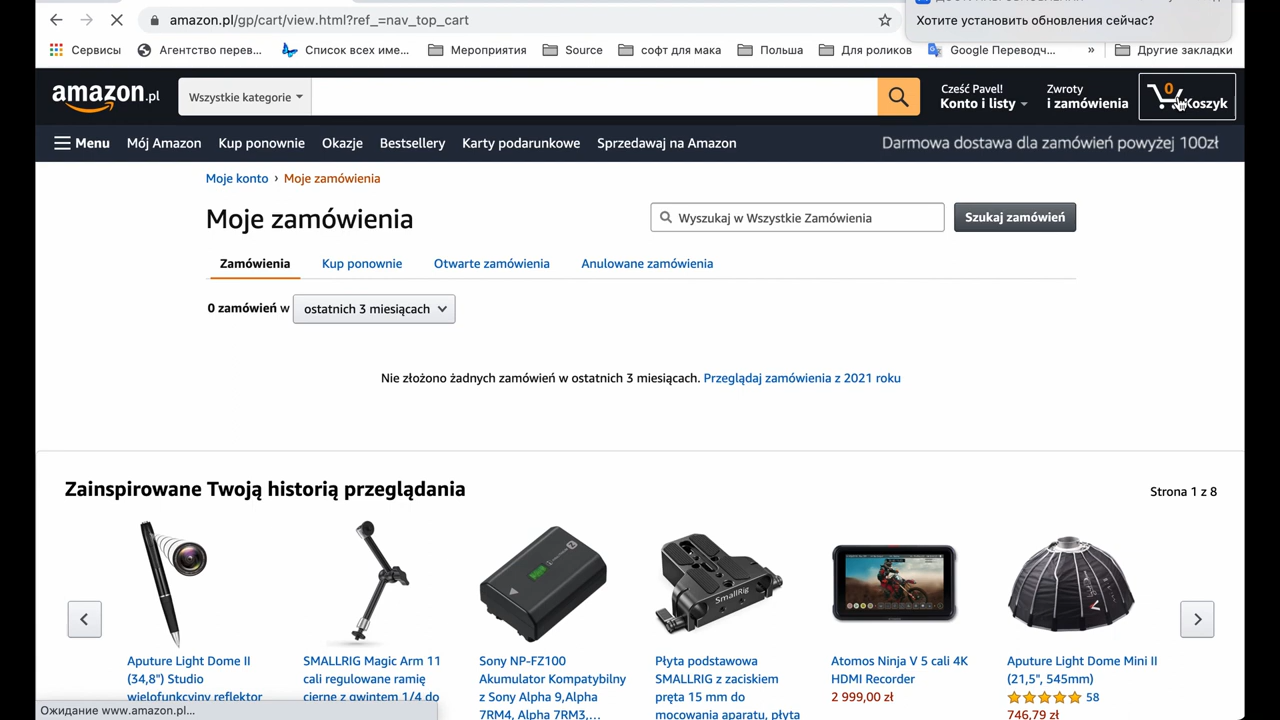 amazon.pl/gp/cart/view.html?ref_=nav_top_cart
Хотите установить обновления сейчас?
Сервисы
Агентство перев...
Список всех име...
Мероприятия
Source
софт для мака
Польша
Для роликов
Google Переводч...
»
Другие закладки
amazon.pl
Wszystkie kategorie
Cześć Pavel!
Konto i listy
Zwroty
i zamówienia
0
Koszyk
Menu
Mój Amazon
Kup ponownie
Okazje
Bestsellery
Karty podarunkowe
Sprzedawaj na Amazon
Darmowa dostawa dla zamówień powyżej 100zł
Moje konto › Moje zamówienia
Moje zamówienia
Wyszukaj w Wszystkie Zamówienia
Szukaj zamówień
Zamówienia
Kup ponownie
Otwarte zamówienia
Anulowane zamówienia
0 zamówień w
ostatnich 3 miesiącach
Nie złożono żadnych zamówień w ostatnich 3 miesiącach. Przeglądaj zamówienia z 2021 roku
Zainspirowane Twoją historią przeglądania
Strona 1 z 8
SmallRig
Aputure Light Dome II
(34,8") Studio
wielofunkcyjny reflektor
SMALLRIG Magic Arm 11
cali regulowane ramię
cierne z gwintem 1/4 do
Sony NP-FZ100
Akumulator Kompatybilny
z Sony Alpha 9,Alpha
7RM4, Alpha 7RM3,...
Płyta podstawowa
SMALLRIG z zaciskiem
pręta 15 mm do
mocowania aparatu, płyta
Atomos Ninja V 5 cali 4K
HDMI Recorder
2 999,00 zł
Aputure Light Dome Mini II
(21,5", 545mm)
58
746,79 zł
Ожидание www.amazon.pl...